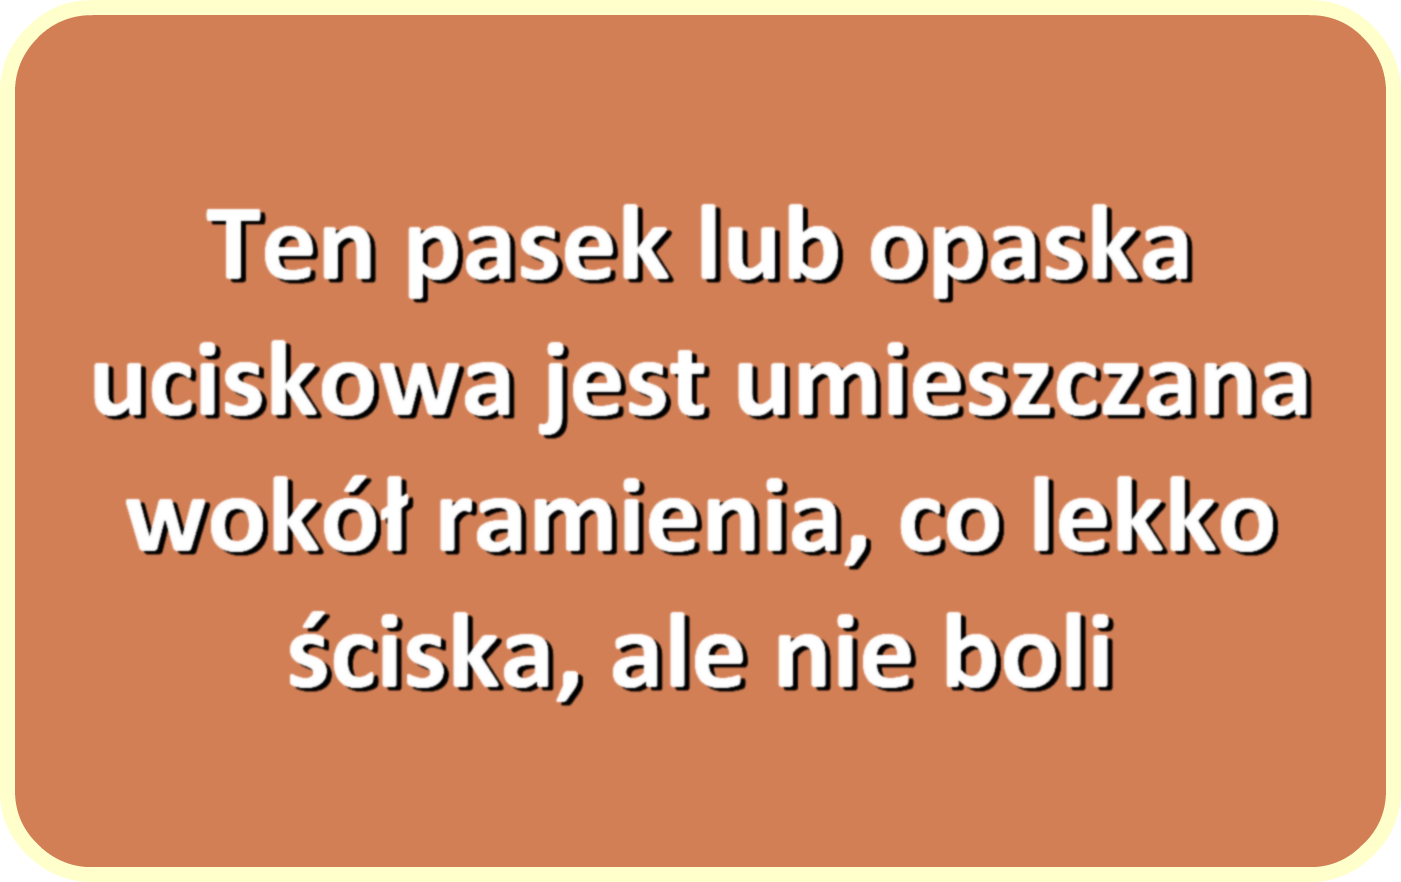 Ten pasek lub opaska
uciskowa jest umieszczana
wokół ramienia, co lekko
ściska, ale nie boli